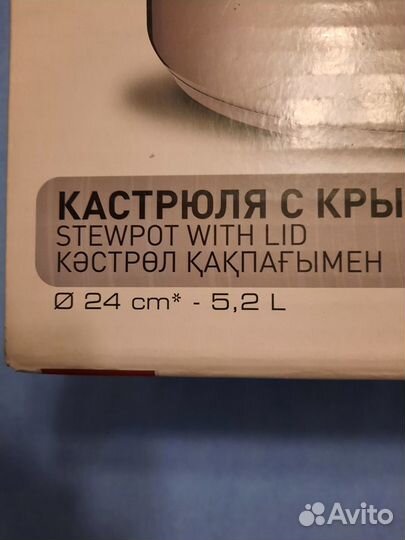 КАСТРЮЛЯ С КРЫ
STEWPOT WITH LID
КӘСТРӨЛ ҚАҚПАҒЫМЕН
Ø 24 cm* - 5,2 L
Avito